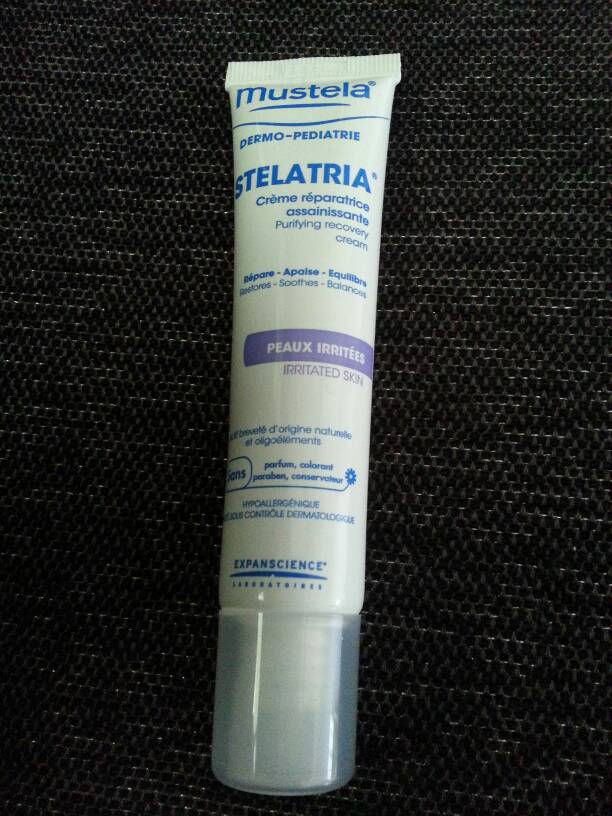 mustela®
DERMO-PEDIATRIE
STELATRIA®
Crème réparatrice
assainissante
Purifying recovery
cream
Répare - Apaise - Equilibre
Restores - Soothes - Balances
PEAUX IRRITÉES
IRRITATED SKIN
breveté d'origine naturelle
et oligoéléments
Sans
parfum, colorant
paraben, conservateur
HYPOALLERGÉNIQUE
SOUS CONTRÔLE DERMATOLOGIQUE
EXPANSCIENCE®
LABORATOIRES